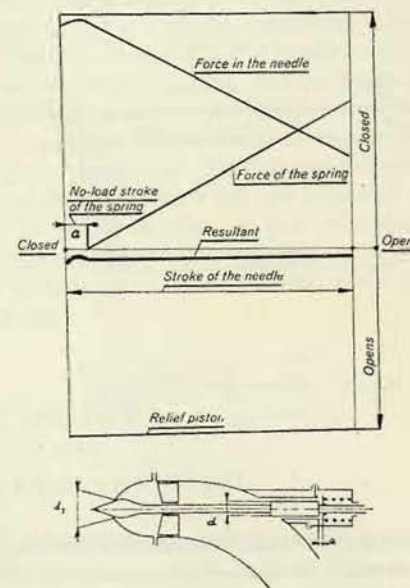 Force in the needle
Closed
No-load stroke
of the spring
Force of the spring
a
Closed
Resultant
Open
Stroke of the needle
Opens
Relief piston
d₁
d
a